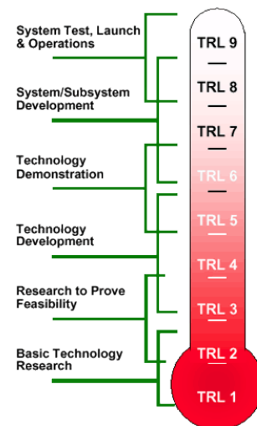 System Test, Launch
& Operations
System/Subsystem
Development
Technology
Demonstration
Technology
Development
Research to Prove
Feasibility
Basic Technology
Research
TRL 9
TRL 8
TRL 7
TRL 6
TRL 5
TRL 4
TRL 3
TRL 2
TRL 1